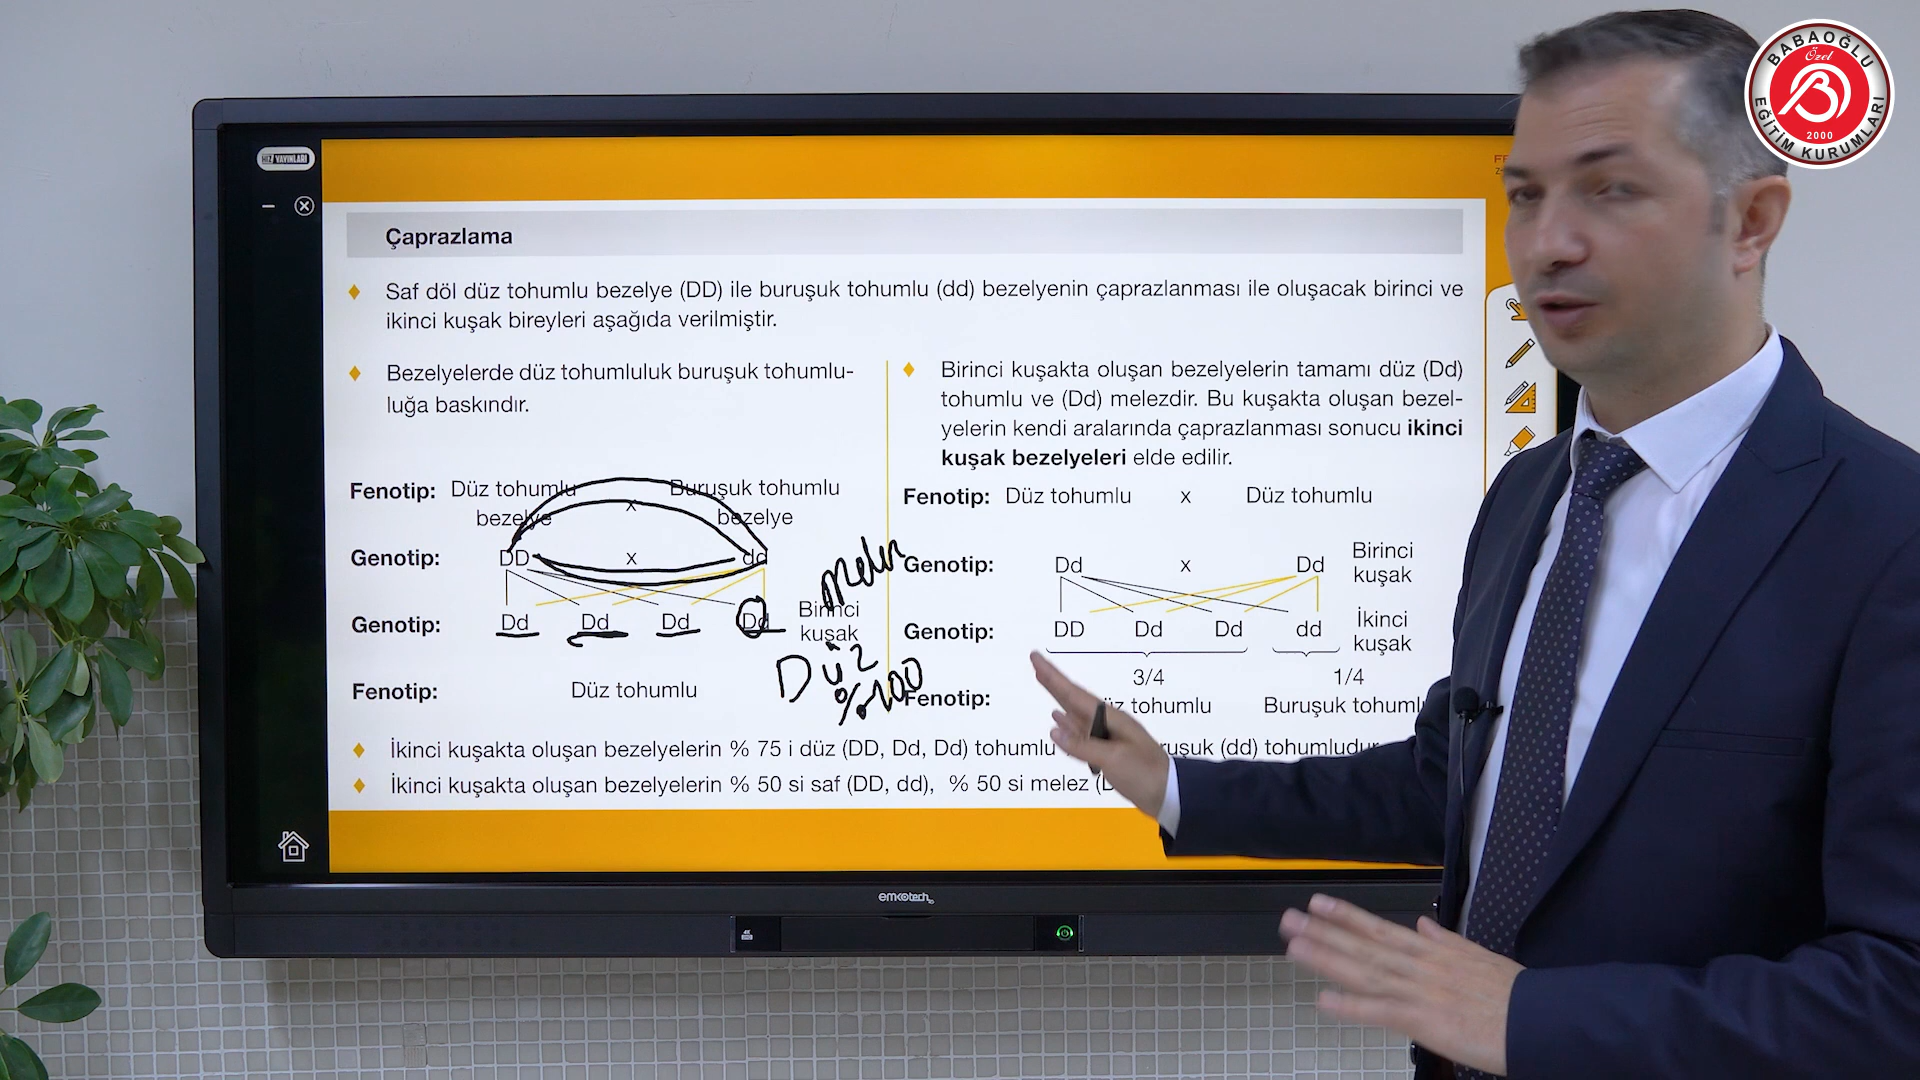 BABAOĞLU
Özel
B
2000
EĞİTİM KURUMLARI
HIZ YAYINLARI
Çaprazlama
Saf döl düz tohumlu bezelye (DD) ile buruşuk tohumlu (dd) bezelyenin çaprazlanması ile oluşacak birinci ve
ikinci kuşak bireyleri aşağıda verilmiştir.
Bezelyelerde düz tohumluluk buruşuk tohumlu-
luğa baskındır.
Fenotip: Düz tohumlu bezelye x Buruşuk tohumlu bezelye
Genotip: DD x dd
Genotip: Dd Dd Dd Dd Birinci kuşak
Fenotip: Düz tohumlu
Düz
%100
Birinci kuşakta oluşan bezelyelerin tamamı düz (Dd)
tohumlu ve (Dd) melezdir. Bu kuşakta oluşan bezel-
yelerin kendi aralarında çaprazlanması sonucu ikinci
kuşak bezelyeleri elde edilir.
Fenotip: Düz tohumlu x Düz tohumlu
Genotip: Dd x Dd Birinci kuşak
Genotip: DD Dd Dd dd İkinci kuşak
3/4 1/4
Fenotip: tohumlu Buruşuk
İkinci kuşakta oluşan bezelyelerin % 75 i düz (DD, Dd, Dd) tohumlu (dd) tohumludur
İkinci kuşakta oluşan bezelyelerin % 50 si saf (DD, dd), % 50 si melez
emkotech